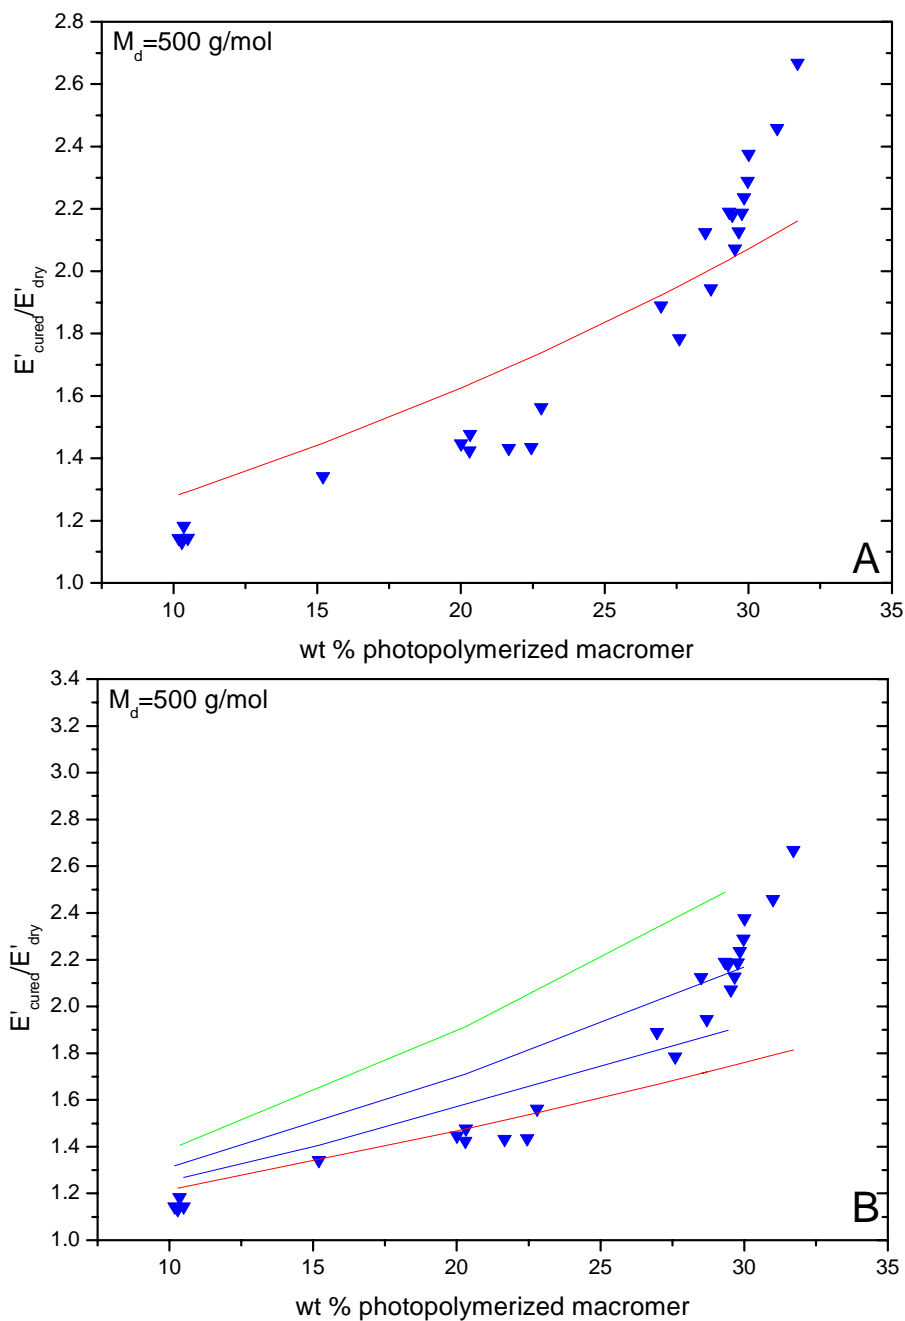 M_d=500 g/mol
2.8
2.6
2.4
2.2
2.0
1.8
1.6
1.4
1.2
1.0
E'_cured/E'_dry
A
10 15 20 25 30 35
wt % photopolymerized macromer
M_d=500 g/mol
3.4
3.2
3.0
2.8
2.6
2.4
2.2
2.0
1.8
1.6
1.4
1.2
1.0
E'_cured/E'_dry
B
10 15 20 25 30 35
wt % photopolymerized macromer